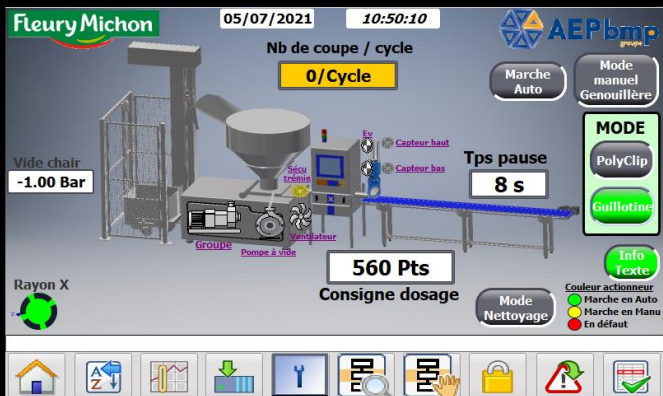 Fleury Michon
05/07/2021
10:50:10
AEPbmp
groupe
Nb de coupe / cycle
0/Cycle
Marche
Auto
Mode
manuel
Genouillère
MODE
PolyClip
Guillotine
Vide chair
-1.00 Bar
Ev
Capteur haut
Capteur bas
Sécu
trémie
Tps pause
8 s
Groupe
Pompe à vide
Ventilateur
560 Pts
Consigne dosage
Info
Texte
Rayon X
Mode
Nettoyage
Couleur actionneur
Marche en Auto
Marche en Manu
En défaut
A
Z